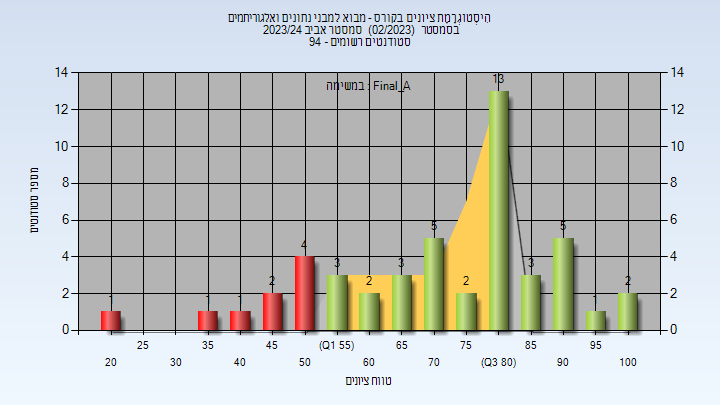 הִיסְטוֹגְרָמַת ציונים בקורס - מבוא למבני נתונים ואלגוריתמים
בסמסטר (02/2023) סמסטר אביב 2023/24
סטודנטים רשומים - 94
במשימה : Final_A
מספר סטודנטים
14 14
12 12
10 10
8 8
6 6
4 4
2 2
0 0
1 1 1 2 4 3 2 3 5 2 13 3 5 1 2
25 35 45 (Q1 55) 65 75 85 95
20 30 40 50 60 70 (Q3 80) 90 100
טווח ציונים